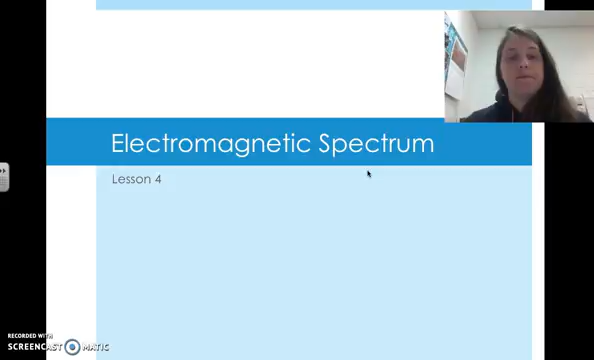 Electromagnetic Spectrum
Lesson 4
RECORDED WITH
SCREENCAST MATIC